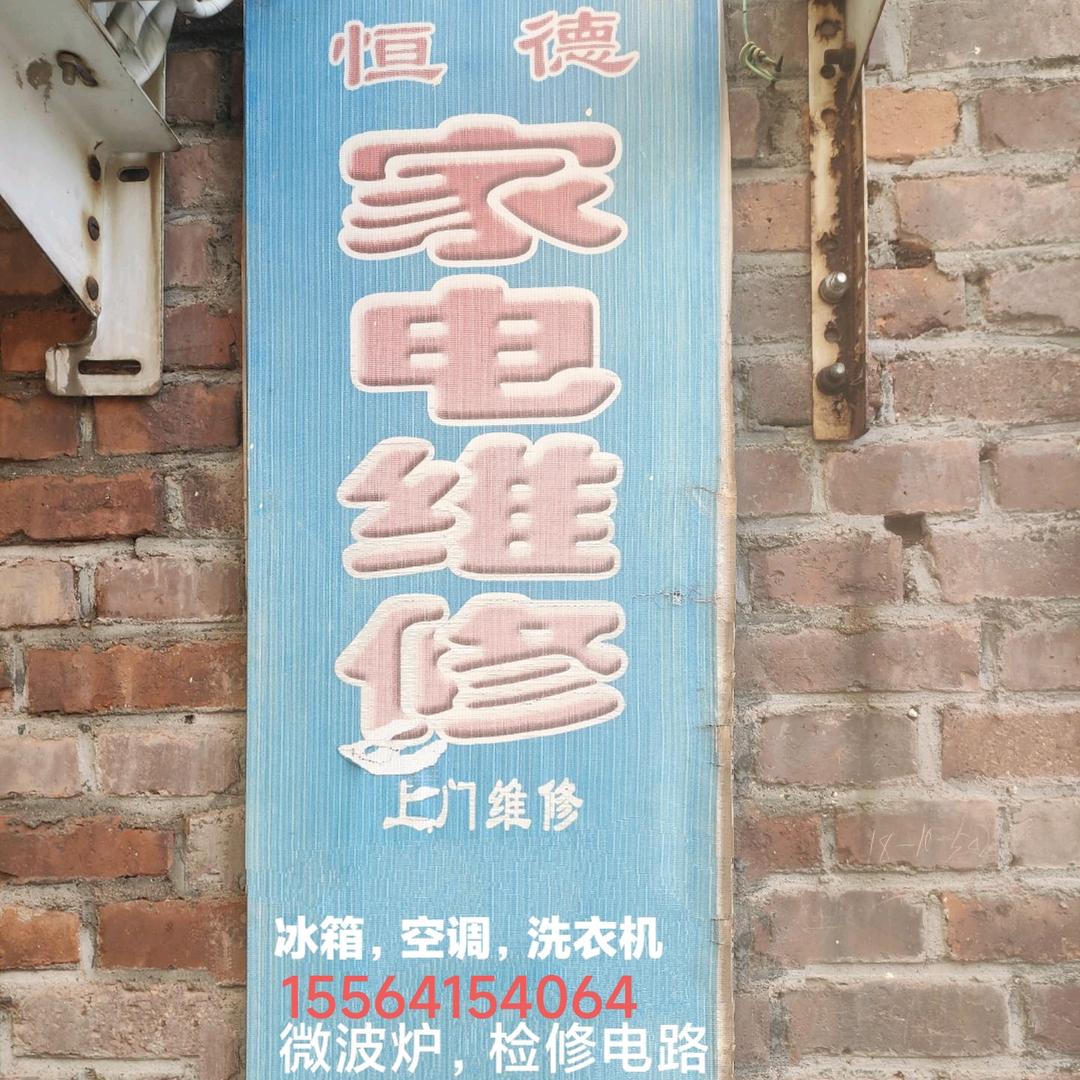 恒德
家电维修
上门维修
冰箱，空调，洗衣机
15564154064
微波炉，检修电路